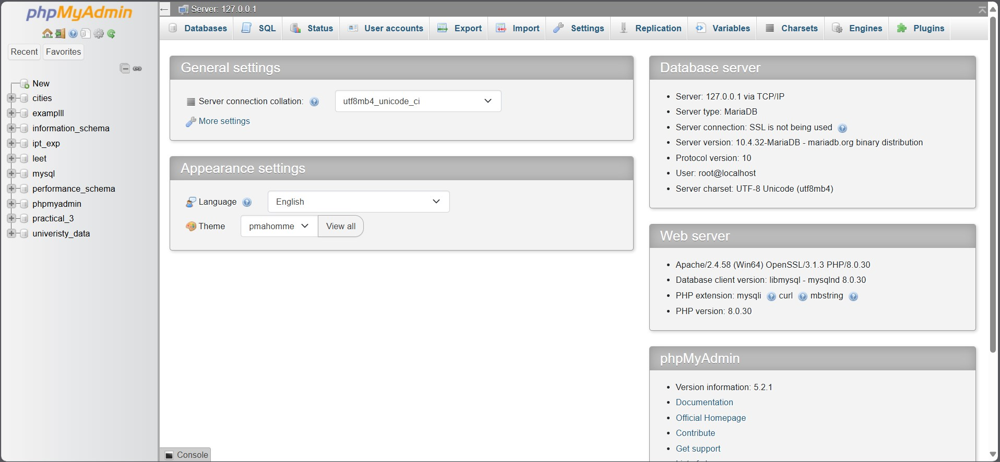 phpMyAdmin
Recent
Favorites
New
cities
examplll
information_schema
ipt_exp
leet
mysql
performance_schema
phpmyadmin
practical_3
univeristy_data
Server: 127.0.0.1
Databases
SQL
Status
User accounts
Export
Import
Settings
Replication
Variables
Charsets
Engines
Plugins
General settings
Server connection collation:
utf8mb4_unicode_ci
More settings
Appearance settings
Language
English
Theme
pmahomme
View all
Database server
Server: 127.0.0.1 via TCP/IP
Server type: MariaDB
Server connection: SSL is not being used
Server version: 10.4.32-MariaDB - mariadb.org binary distribution
Protocol version: 10
User: root@localhost
Server charset: UTF-8 Unicode (utf8mb4)
Web server
Apache/2.4.58 (Win64) OpenSSL/3.1.3 PHP/8.0.30
Database client version: libmysql - mysqlnd 8.0.30
PHP extension: mysqli curl mbstring
PHP version: 8.0.30
phpMyAdmin
Version information: 5.2.1
Documentation
Official Homepage
Contribute
Get support
Console